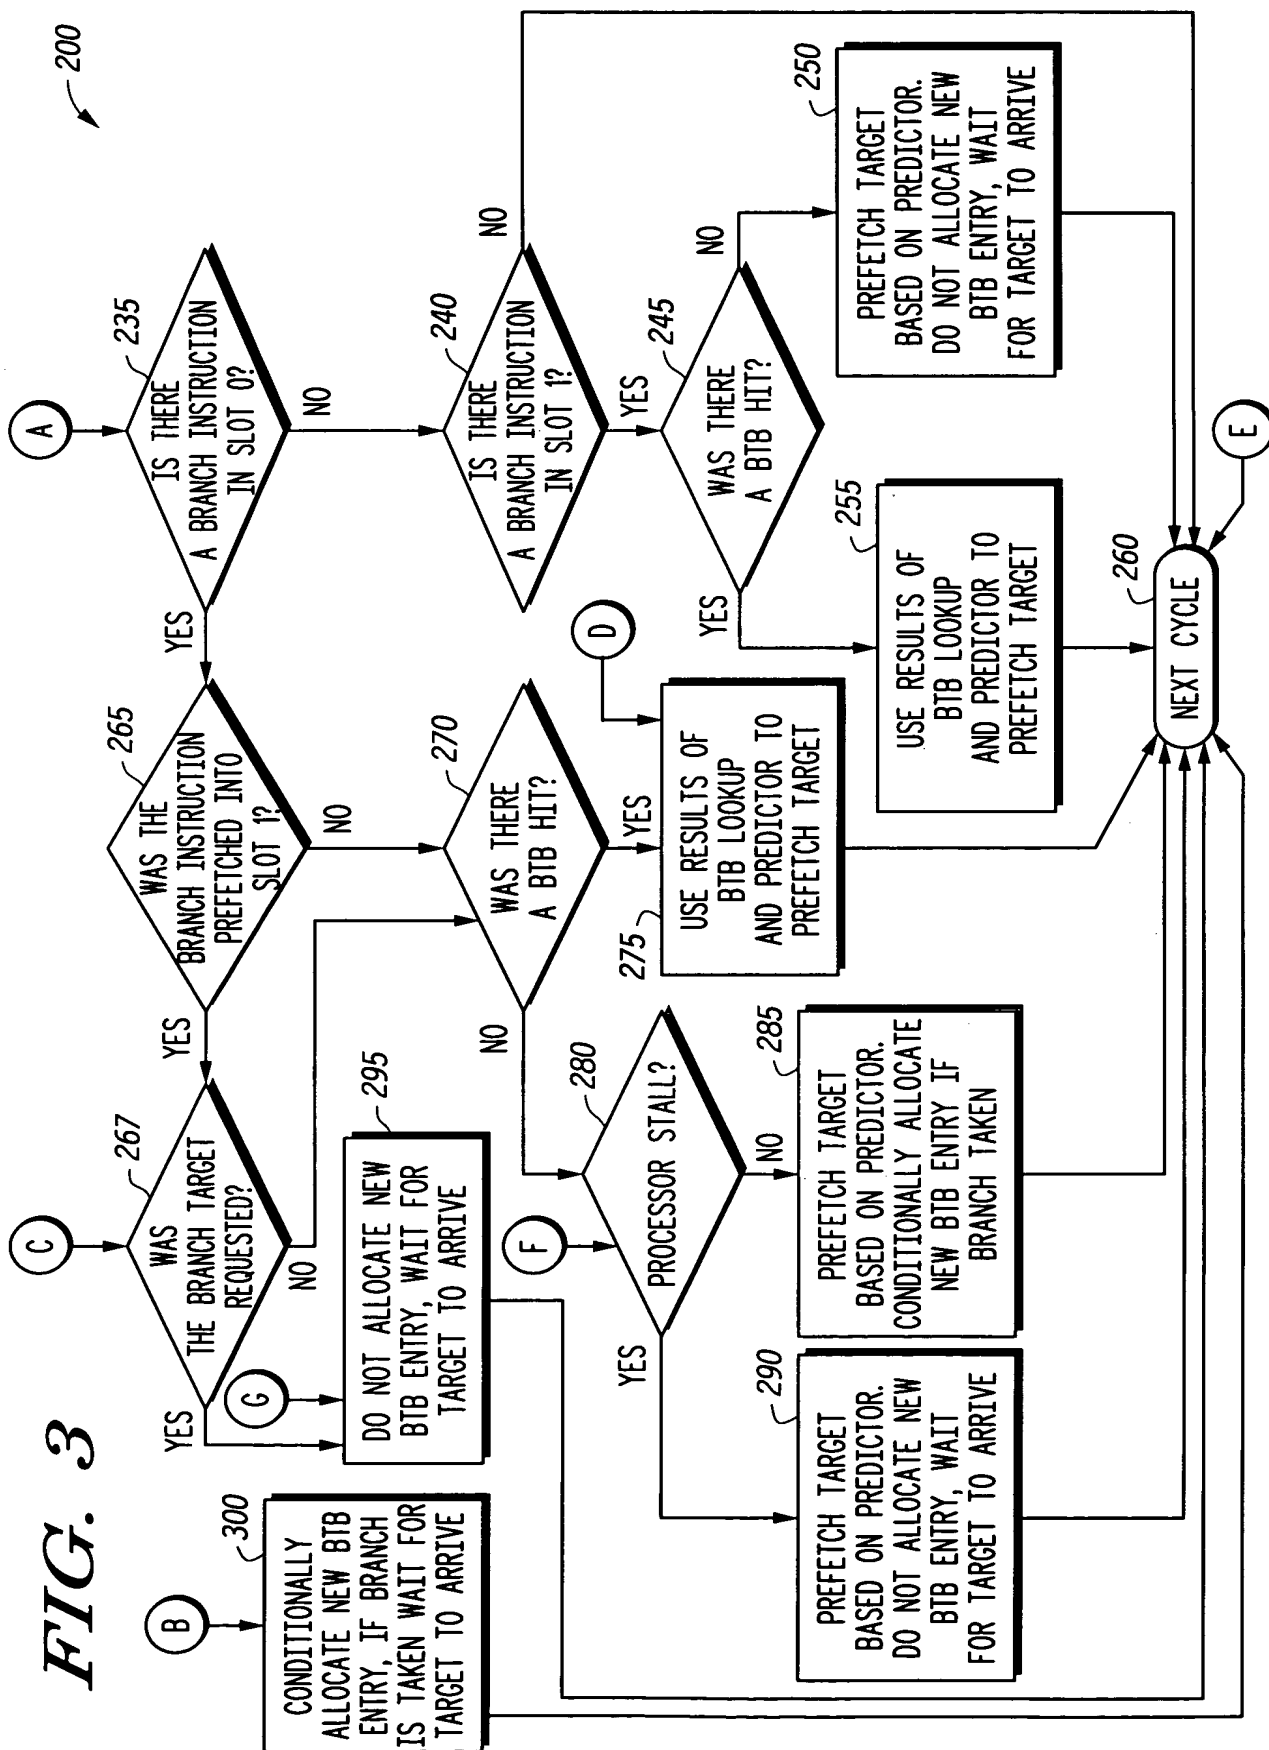 FIG. 3
200
A
235
IS THERE
A BRANCH INSTRUCTION
IN SLOT 0?
YES
NO
240
IS THERE
A BRANCH INSTRUCTION
IN SLOT 1?
NO
YES
245
WAS THERE
A BTB HIT?
NO
YES
250
PREFETCH TARGET
BASED ON PREDICTOR.
DO NOT ALLOCATE NEW
BTB ENTRY, WAIT
FOR TARGET TO ARRIVE
255
USE RESULTS OF
BTB LOOKUP
AND PREDICTOR TO
PREFETCH TARGET
260
NEXT CYCLE
E
265
WAS THE
BRANCH INSTRUCTION
PREFETCHED INTO
SLOT 1?
YES
NO
270
WAS THERE
A BTB HIT?
NO
YES
D
275
USE RESULTS OF
BTB LOOKUP
AND PREDICTOR TO
PREFETCH TARGET
C
267
WAS
THE BRANCH TARGET
REQUESTED?
YES
NO
G
295
DO NOT ALLOCATE NEW
BTB ENTRY, WAIT FOR
TARGET TO ARRIVE
F
280
PROCESSOR STALL?
YES
NO
285
PREFETCH TARGET
BASED ON PREDICTOR.
CONDITIONALLY ALLOCATE
NEW BTB ENTRY IF
BRANCH TAKEN
290
PREFETCH TARGET
BASED ON PREDICTOR.
DO NOT ALLOCATE NEW
BTB ENTRY, WAIT
FOR TARGET TO ARRIVE
B
300
CONDITIONALLY
ALLOCATE NEW BTB
ENTRY, IF BRANCH
IS TAKEN WAIT FOR
TARGET TO ARRIVE